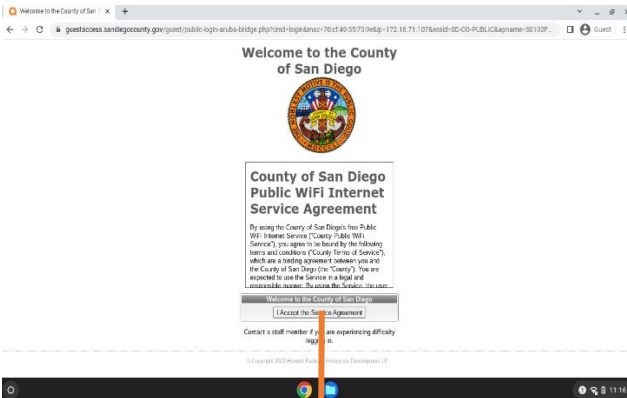 Welcome to the County of San
guestaccess.sandiegocounty.gov/guest/public-login-aruba-bridge.php?cmd=login&mac=70:cf:49:55:73:9e&ip=172.18.71.107&essid=SD-CO-PUBLIC&apname=S0102F...
Guest
Welcome to the County
of San Diego
County of San Diego
Public WiFi Internet
Service Agreement
By using the County of San Diego's free Public
WiFi Internet Service ("County Public WiFi
Service"), you agree to be bound by the following
terms and conditions ("County Terms of Service"),
which are a binding agreement between you and
the County of San Diego (the "County"). You are
expected to use the Service in a legal and
responsible manner. By using the Service, the user
Welcome to the County of San Diego
I Accept the Service Agreement
Contact a staff member if you are experiencing difficulty
logging in.
© Copyright 2022 Hewlett Packard Enterprise Development LP
11:16